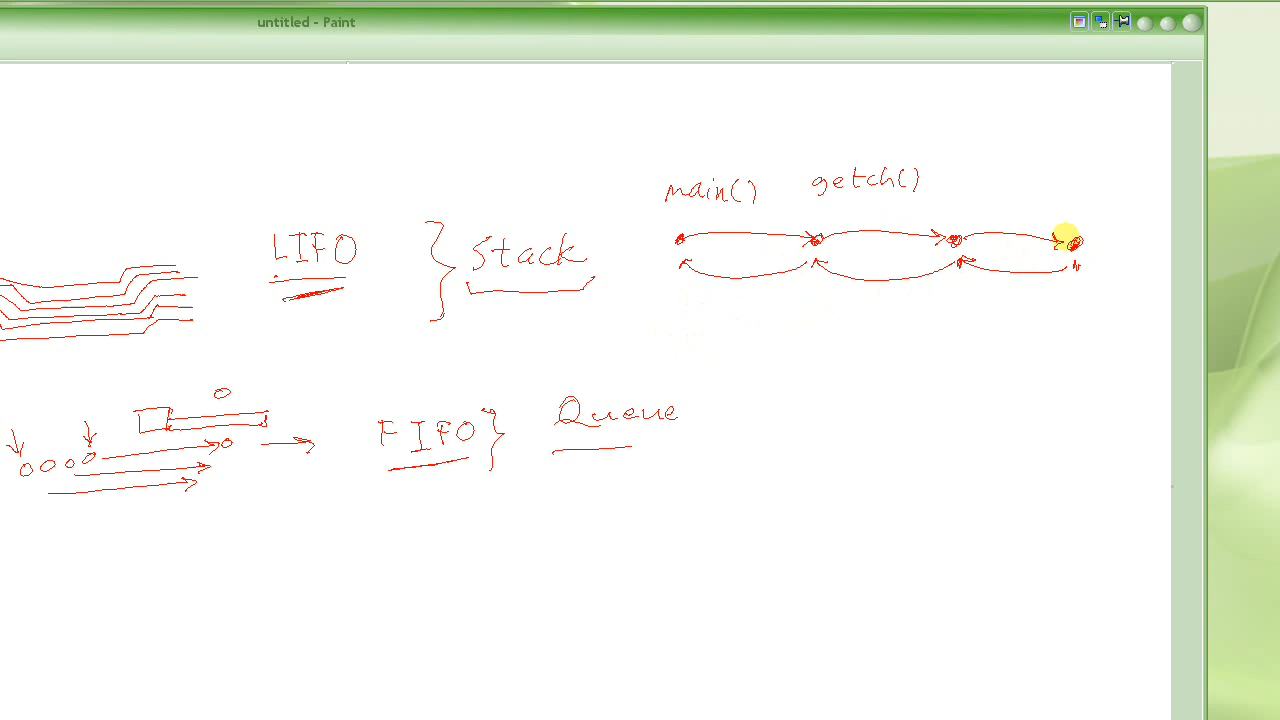 untitled - Paint
main() getch()
LIFO } Stack
FIFO } Queue